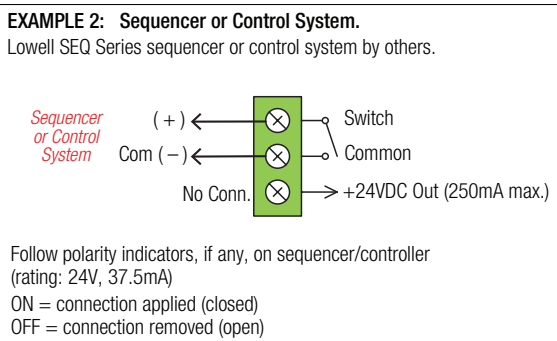 EXAMPLE 2: Sequencer or Control System.
Lowell SEQ Series sequencer or control system by others.
Sequencer
or Control
System
( + )
Com ( − )
No Conn.
Switch
Common
+24VDC Out (250mA max.)
Follow polarity indicators, if any, on sequencer/controller
(rating: 24V, 37.5mA)
ON = connection applied (closed)
OFF = connection removed (open)